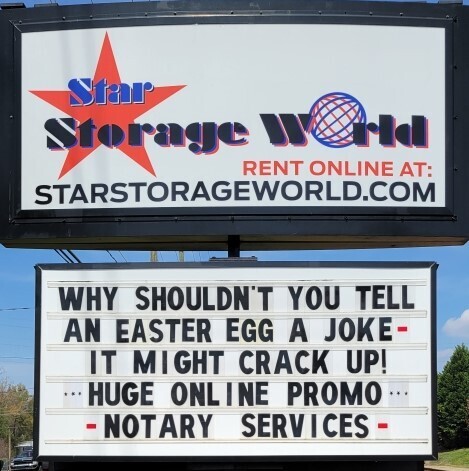 Star
Storage World
RENT ONLINE AT:
STARSTORAGEWORLD.COM
WHY SHOULDN'T YOU TELL
AN EASTER EGG A JOKE-
IT MIGHT CRACK UP!
... HUGE ONLINE PROMO ...
- NOTARY SERVICES -